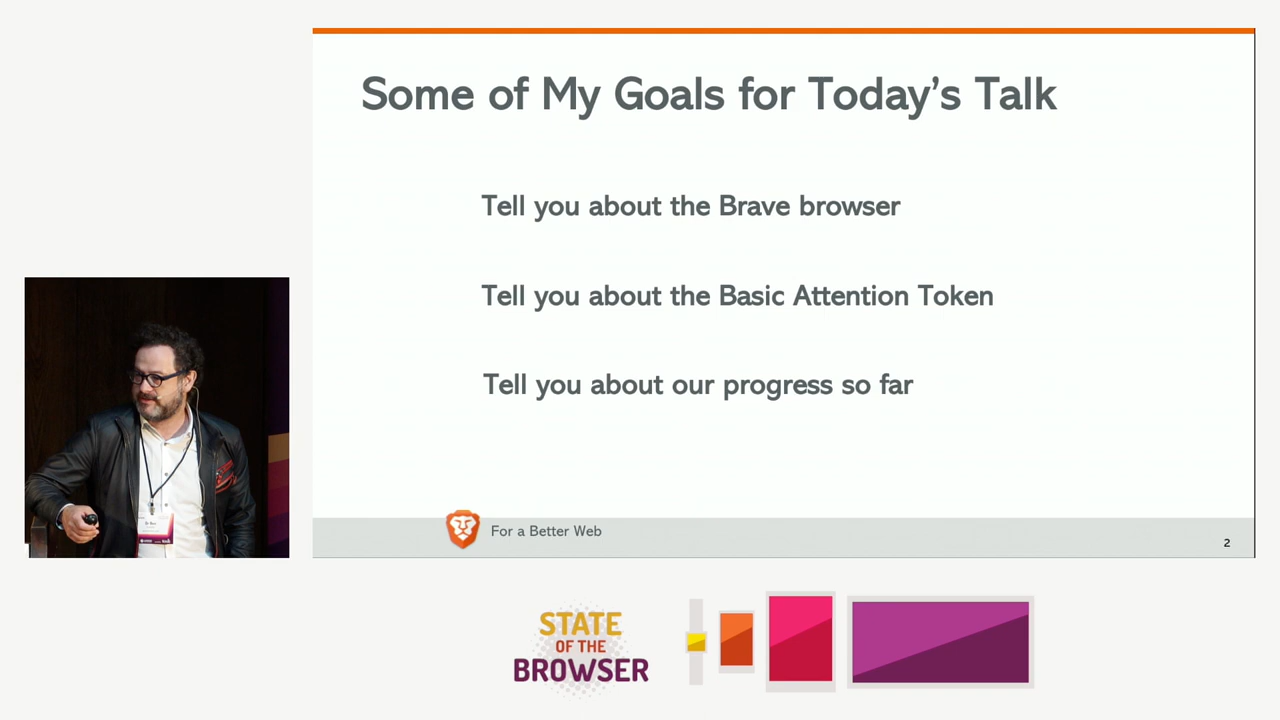 Some of My Goals for Today’s Talk
Tell you about the Brave browser
Tell you about the Basic Attention Token
Tell you about our progress so far
For a Better Web
2
STATE
OF THE
BROWSER